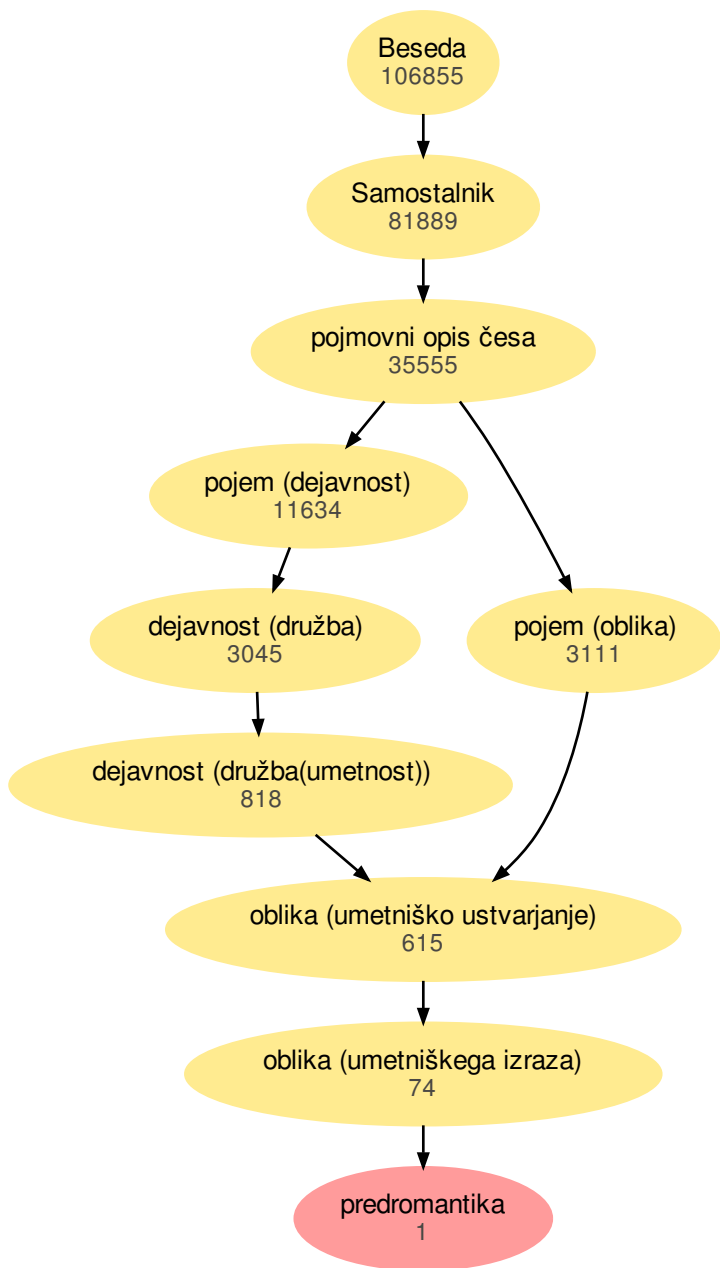 Beseda
106855
Samostalnik
81889
pojmovni opis česa
35555
pojem (dejavnost)
11634
dejavnost (družba)
3045
pojem (oblika)
3111
dejavnost (družba(umetnost))
818
oblika (umetniško ustvarjanje)
615
oblika (umetniškega izraza)
74
predromantika
1